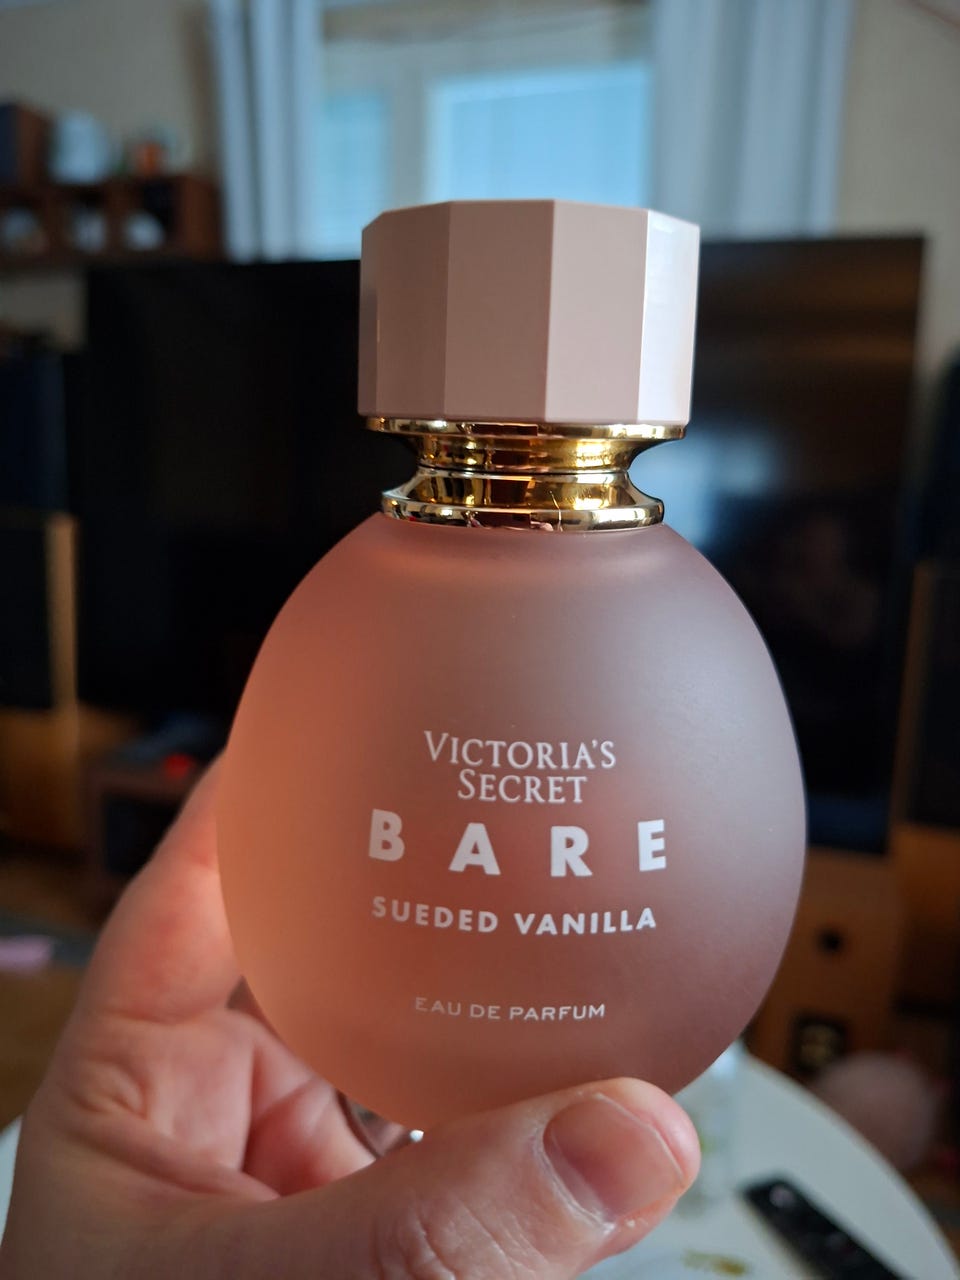 VICTORIA'S
SECRET
BARE
SUEDED VANILLA
EAU DE PARFUM